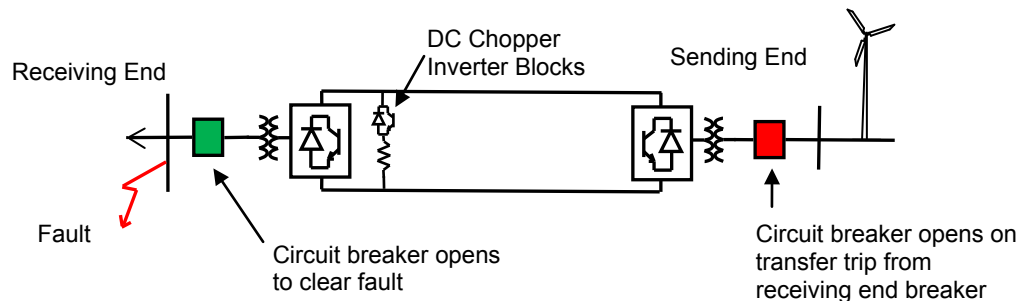 DC Chopper
Inverter Blocks
Sending End
Receiving End
Fault
Circuit breaker opens
to clear fault
Circuit breaker opens on
transfer trip from
receiving end breaker